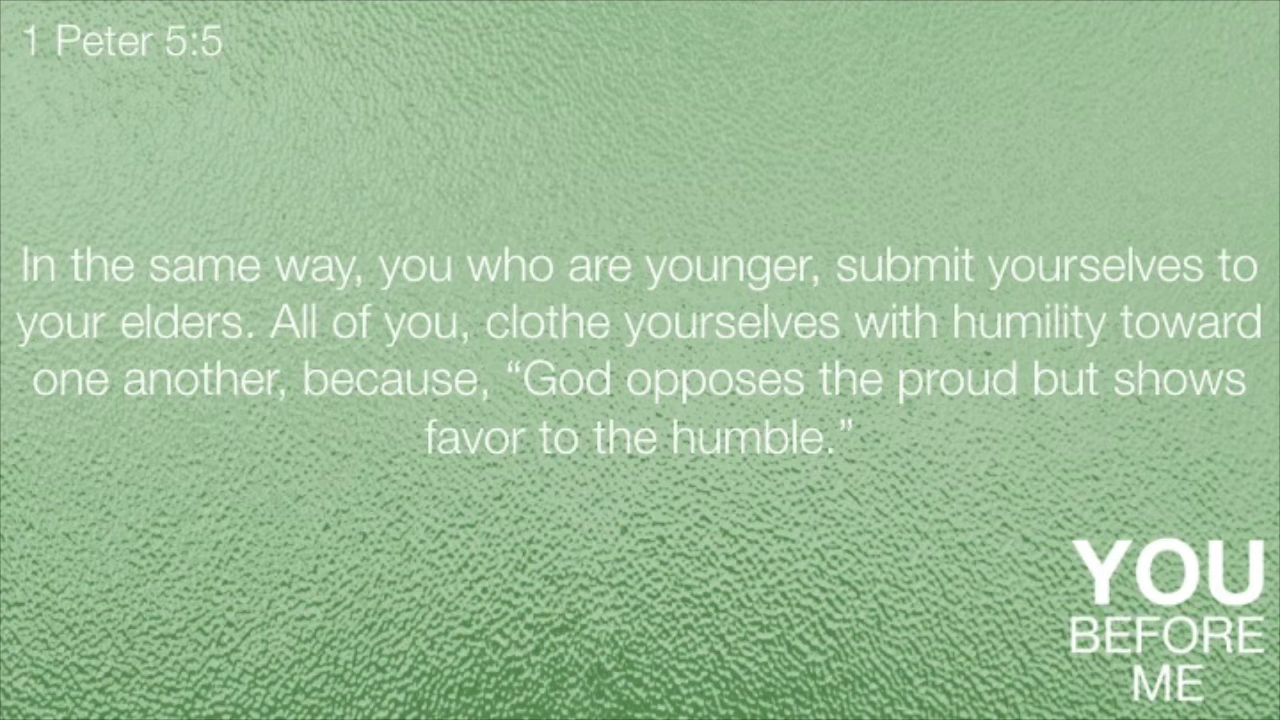 1 Peter 5:5
In the same way, you who are younger, submit yourselves to
your elders. All of you, clothe yourselves with humility toward
one another, because, “God opposes the proud but shows
favor to the humble.”
YOU
BEFORE
ME